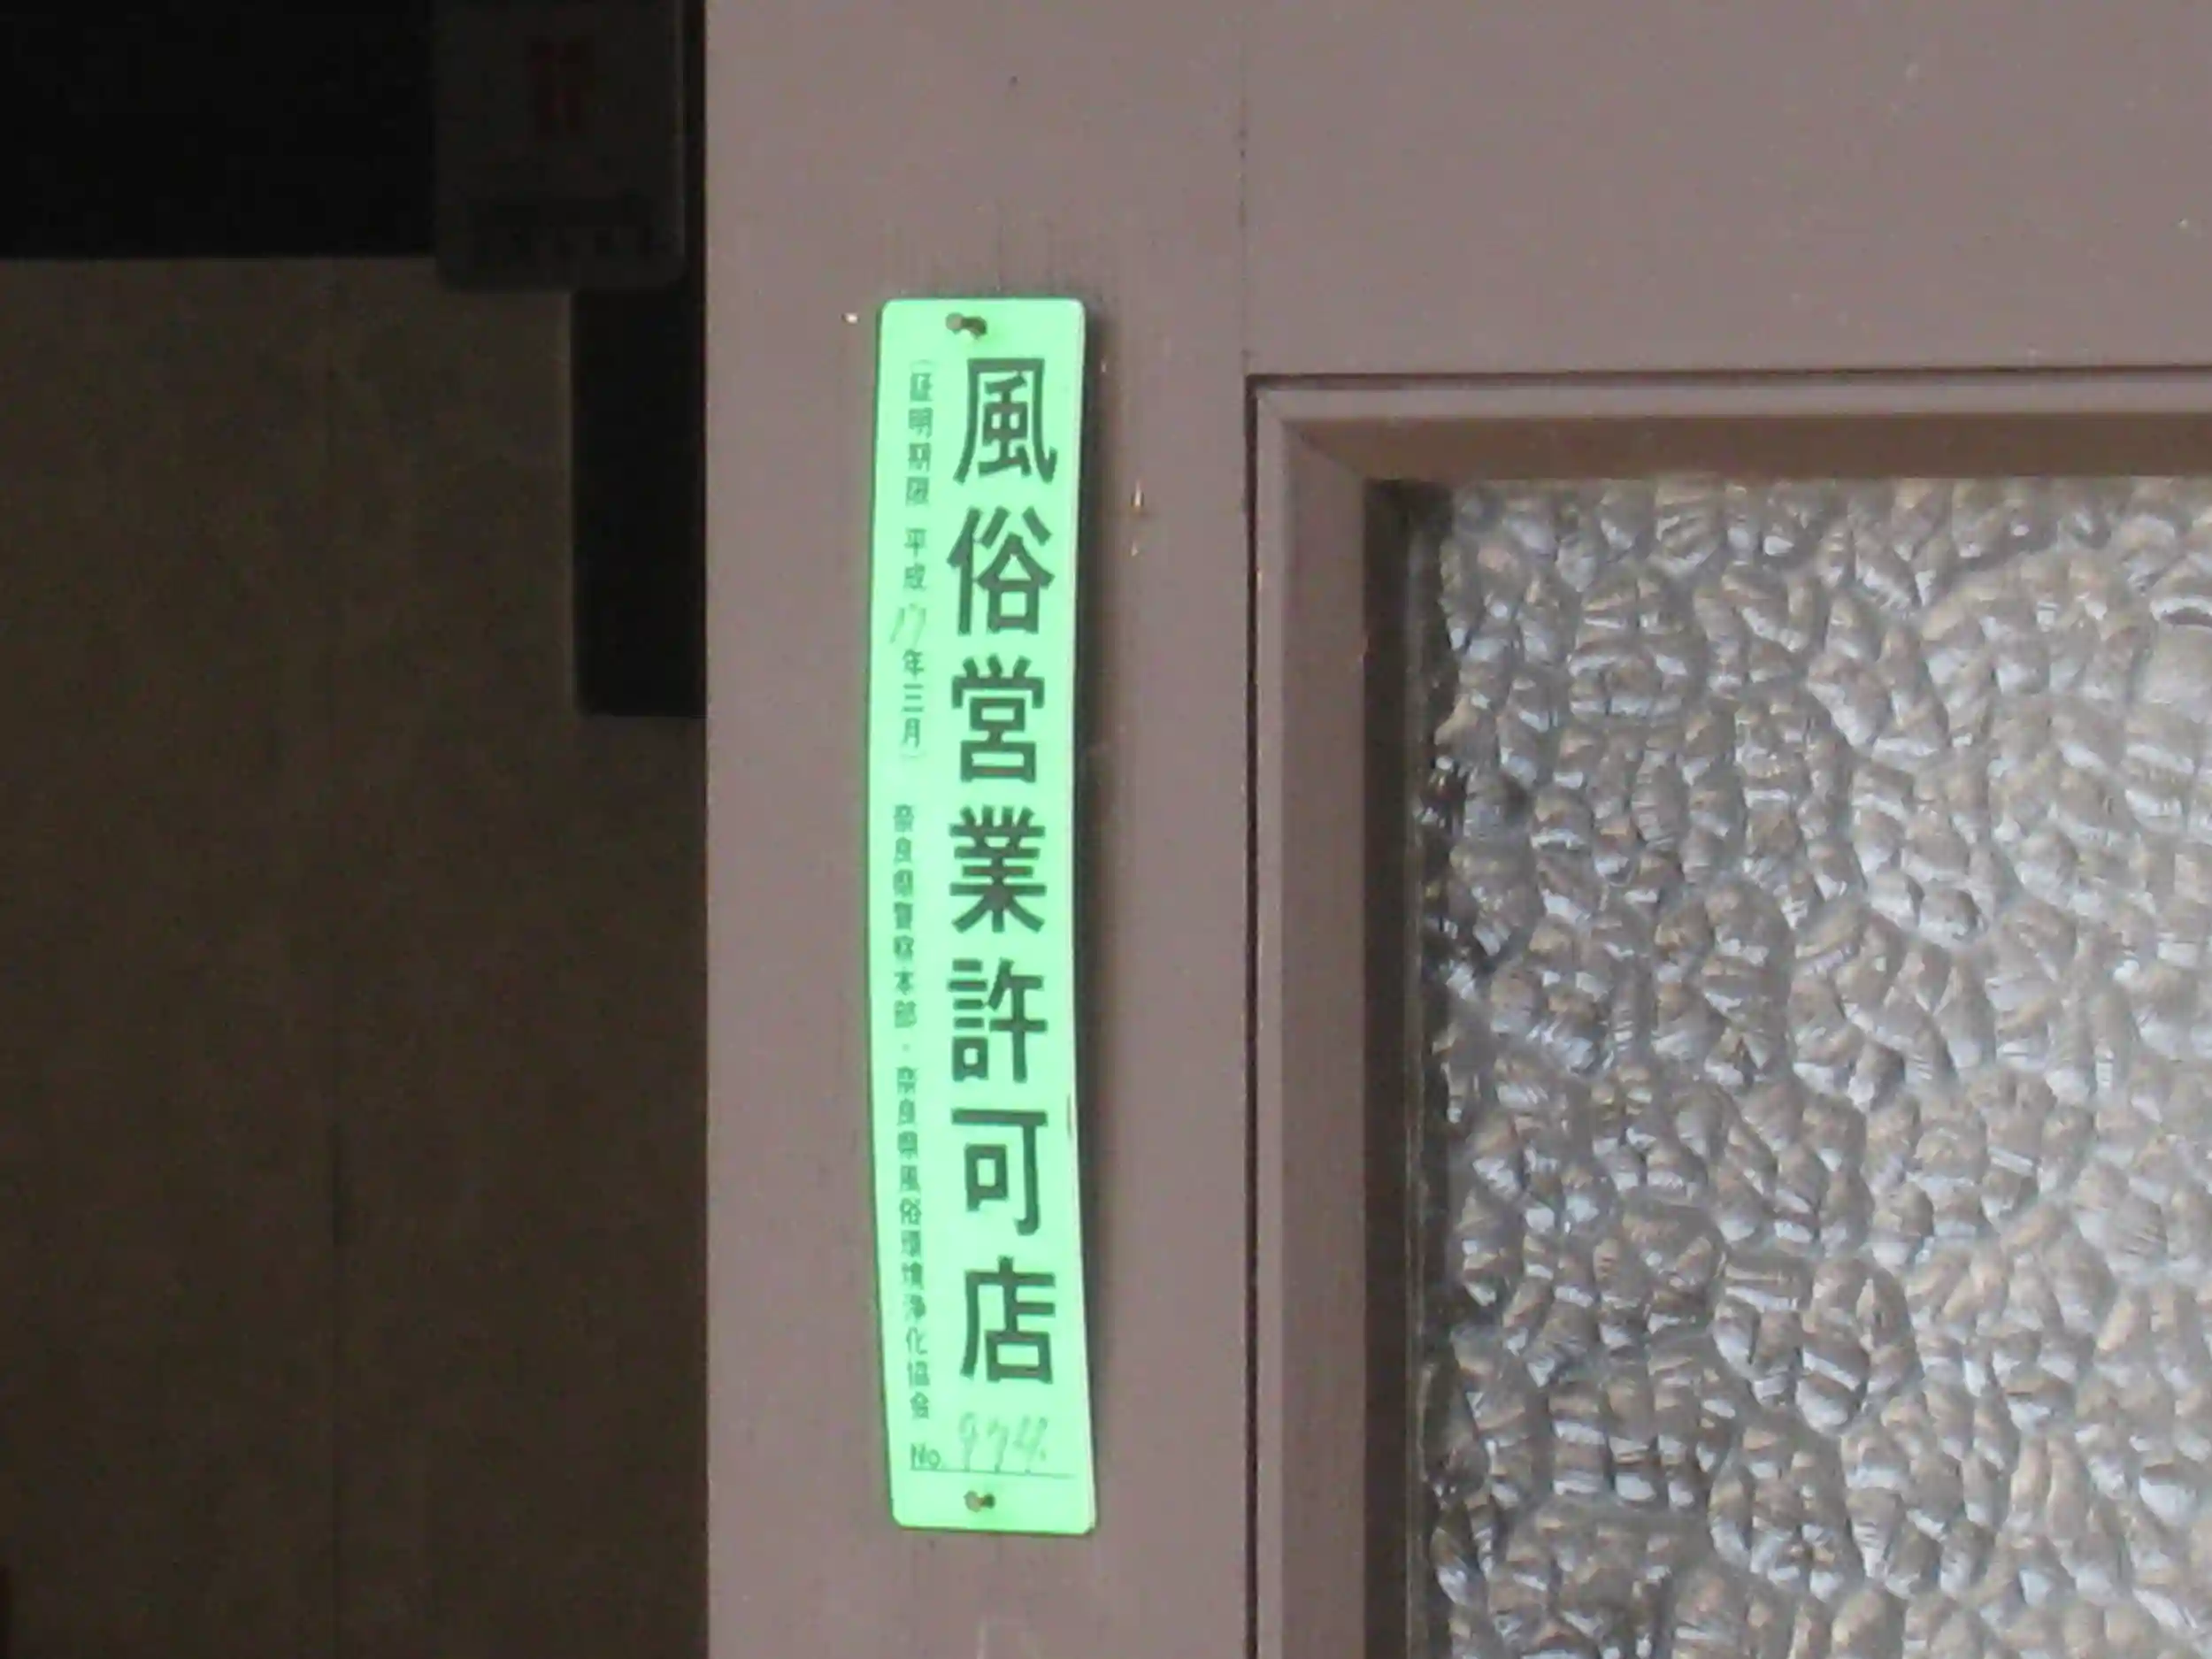 風俗営業許可店
（証明期限 平成17年三月） 奈良県警察本部・奈良県風俗環境浄化協会
No. 974